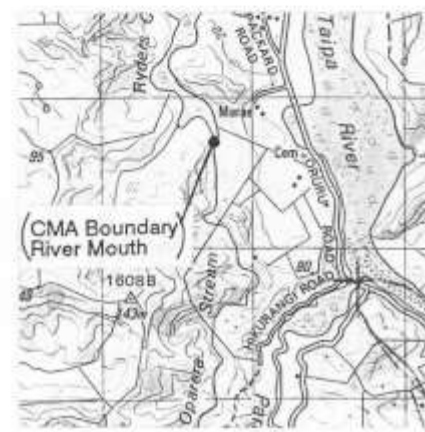 Ryders
PACKARD
ROAD
Taipa
River
Marae
Cem
ORURU
ROAD
95
(CMA Boundary
River Mouth)
1608B
143m
80
HIKURANGI ROAD
Stream
Oparera